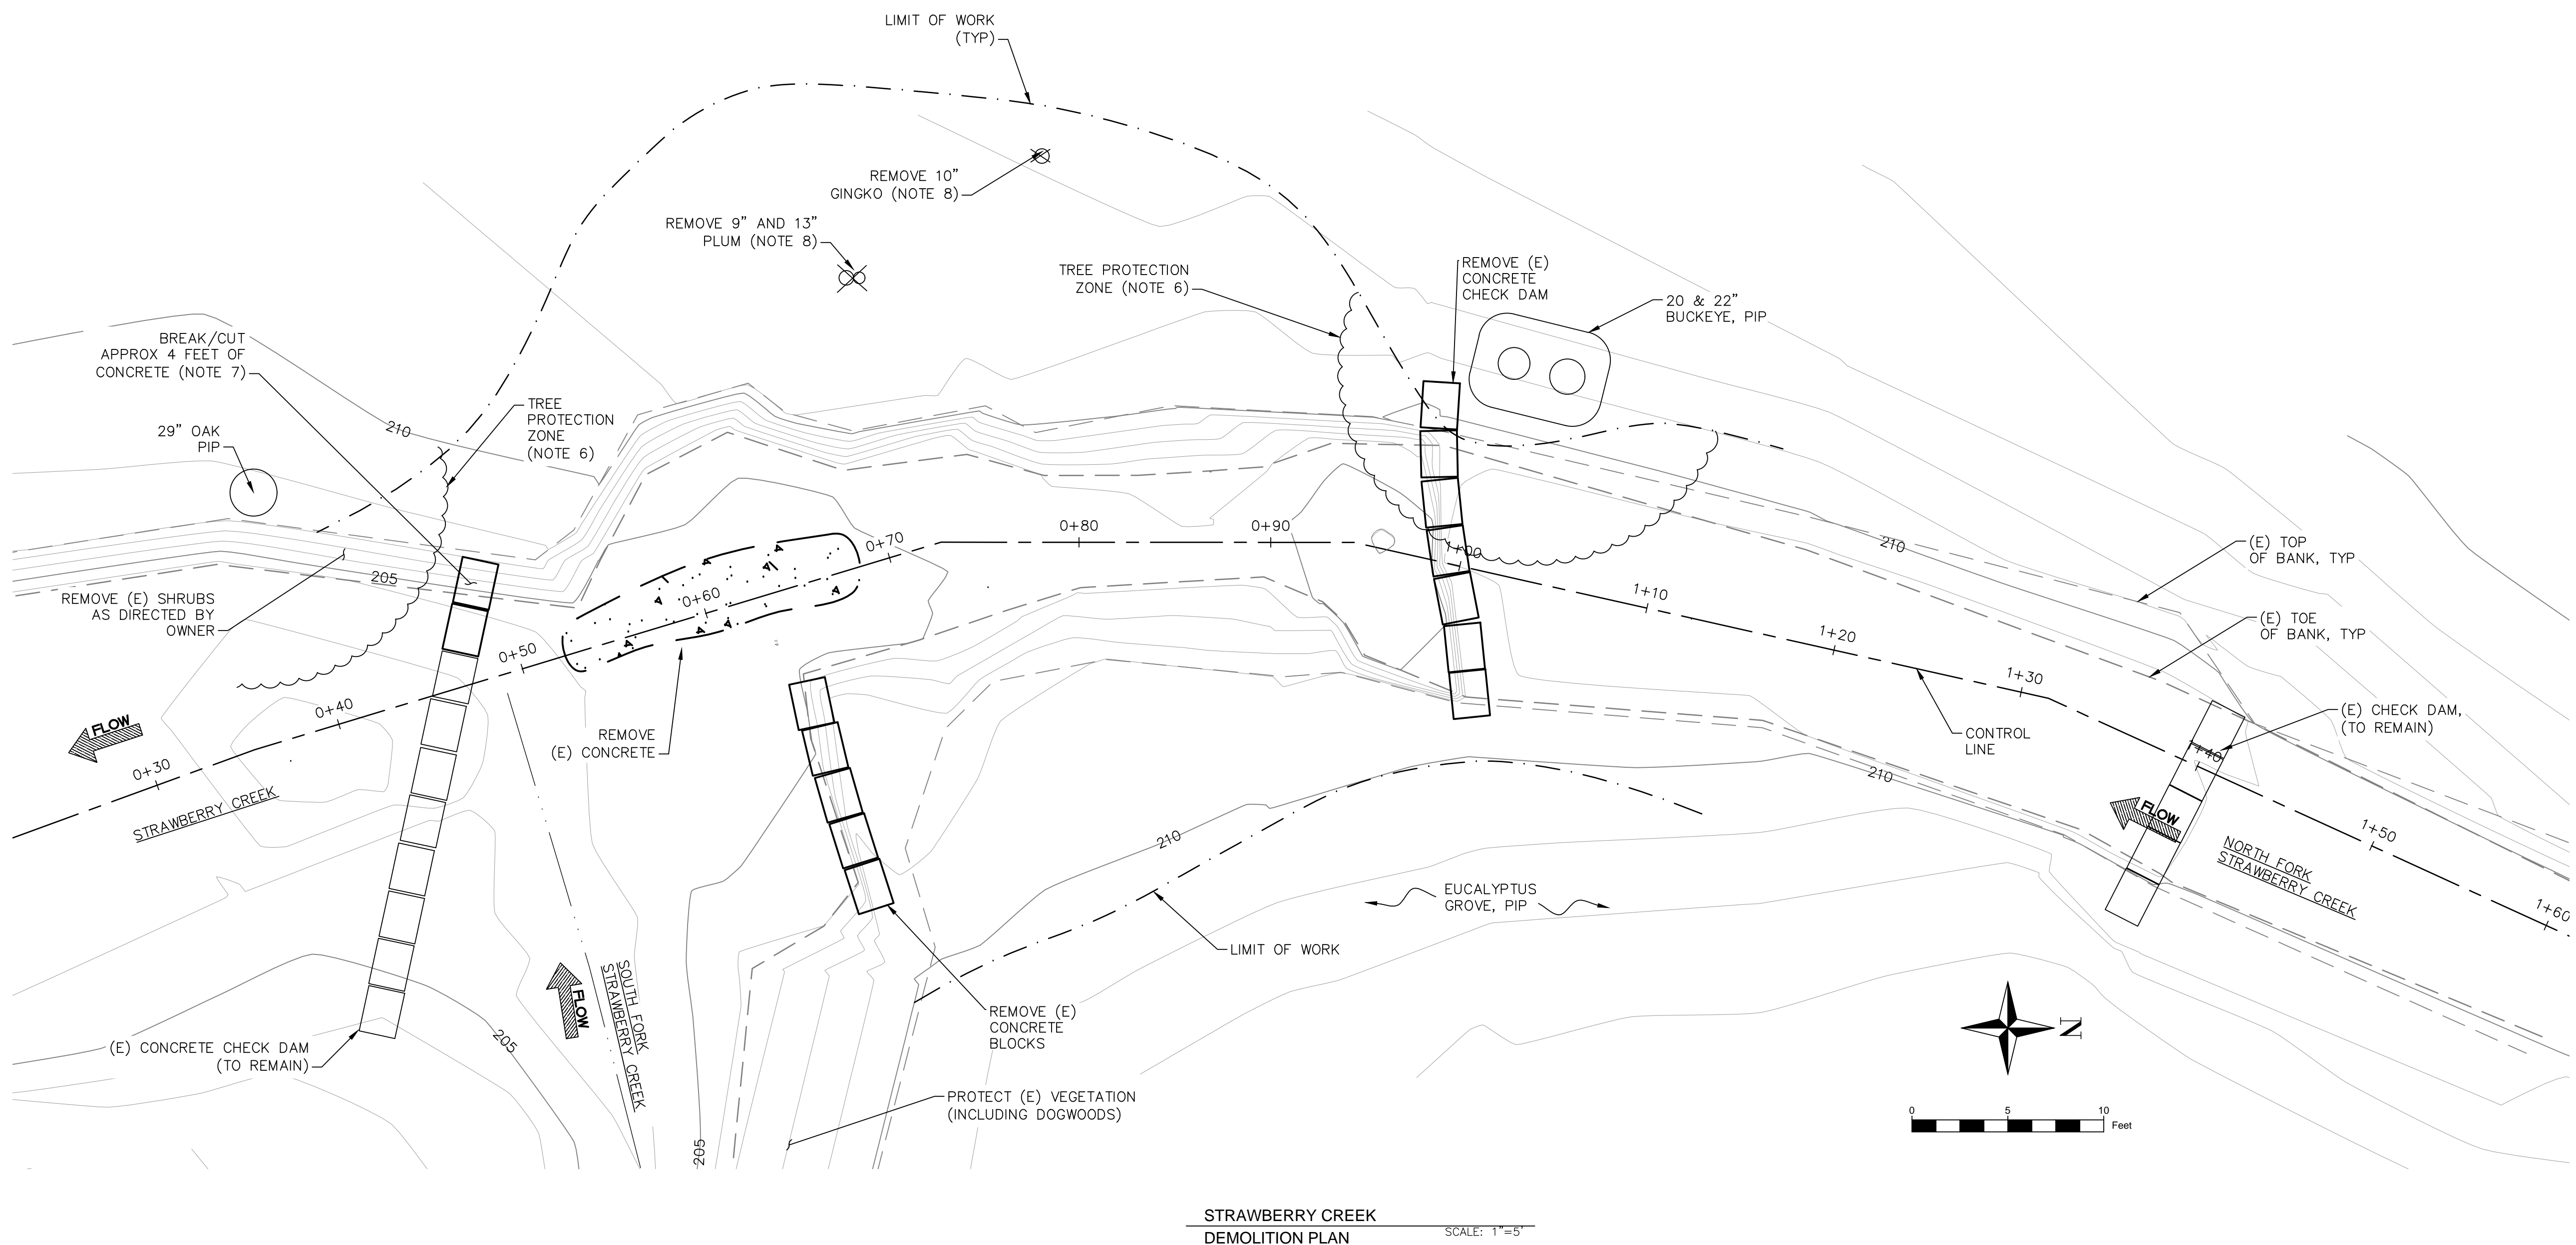 LIMIT OF WORK
(TYP)
REMOVE 10"
GINGKO (NOTE 8)
REMOVE 9" AND 13"
PLUM (NOTE 8)
TREE PROTECTION
ZONE (NOTE 6)
REMOVE (E)
CONCRETE
CHECK DAM
20 & 22"
BUCKEYE, PIP
BREAK/CUT
APPROX 4 FEET OF
CONCRETE (NOTE 7)
TREE
PROTECTION
ZONE
(NOTE 6)
29" OAK
PIP
210
205
REMOVE (E) SHRUBS
AS DIRECTED BY
OWNER
0+30
0+40
0+50
0+60
0+70
0+80
0+90
1+00
1+10
1+20
1+30
1+40
1+50
1+60
210
(E) TOP
OF BANK, TYP
(E) TOE
OF BANK, TYP
(E) CHECK DAM,
(TO REMAIN)
CONTROL
LINE
FLOW
STRAWBERRY CREEK
REMOVE
(E) CONCRETE
210
210
FLOW
NORTH FORK
STRAWBERRY CREEK
EUCALYPTUS
GROVE, PIP
LIMIT OF WORK
FLOW
SOUTH FORK
STRAWBERRY CREEK
REMOVE (E)
CONCRETE
BLOCKS
(E) CONCRETE CHECK DAM
(TO REMAIN)
205
205
PROTECT (E) VEGETATION
(INCLUDING DOGWOODS)
N
0 5 10
Feet
STRAWBERRY CREEK
DEMOLITION PLAN
SCALE: 1"=5'